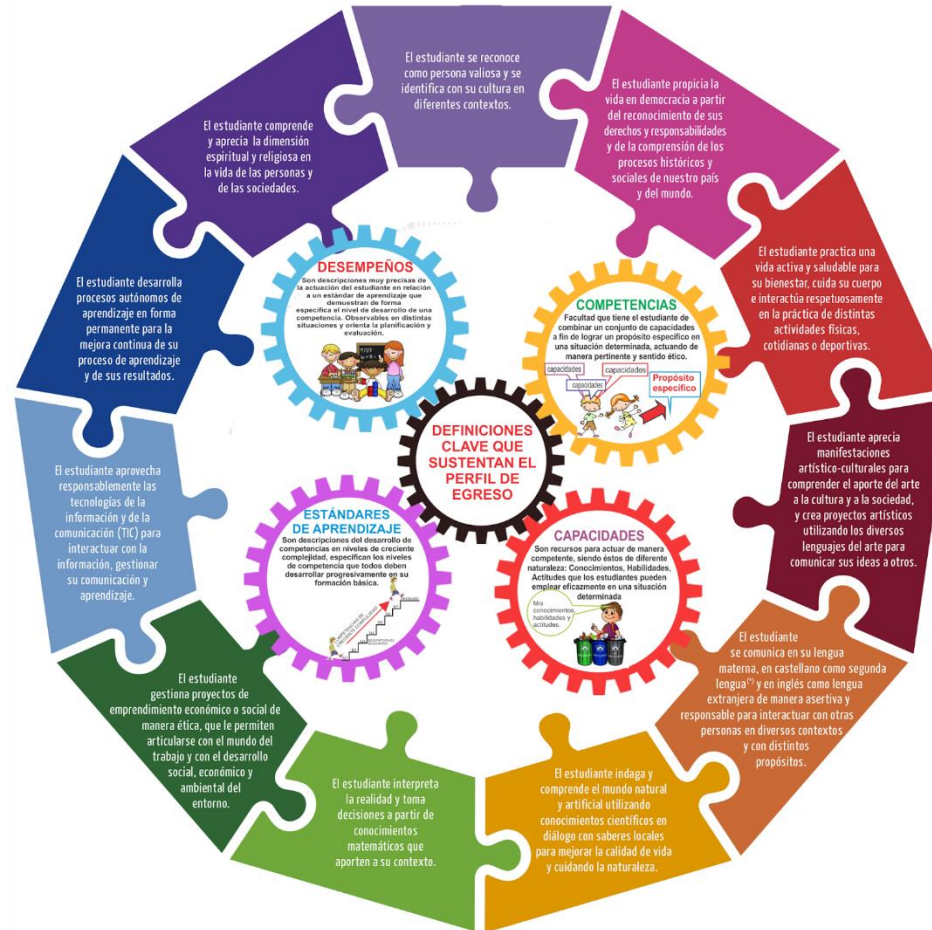 El estudiante se reconoce
como persona valiosa y se
identifica con su cultura en
diferentes contextos.
El estudiante propicia la
vida en democracia a partir
del reconocimiento de sus
derechos y responsabilidades
y de la comprensión de los
procesos históricos y
sociales de nuestro país
y del mundo.
El estudiante practica una
vida activa y saludable para
su bienestar, cuida su cuerpo
e interactúa respetuosamente
en la práctica de distintas
actividades físicas,
cotidianas o deportivas.
El estudiante aprecia
manifestaciones
artístico-culturales para
comprender el aporte del arte
a la cultura y a la sociedad,
y crea proyectos artísticos
utilizando los diversos
lenguajes del arte para
comunicar sus ideas a otros.
El estudiante
se comunica en su lengua
materna, en castellano como segunda
lengua(*) y en inglés como lengua
extranjera de manera asertiva y
responsable para interactuar con otras
personas en diversos contextos
y con distintos
propósitos.
El estudiante indaga y
comprende el mundo natural
y artificial utilizando
conocimientos científicos en
diálogo con saberes locales
para mejorar la calidad de vida
y cuidando la naturaleza.
El estudiante interpreta
la realidad y toma
decisiones a partir de
conocimientos
matemáticos que
aporten a su contexto.
El estudiante
gestiona proyectos de
emprendimiento económico o social de
manera ética, que le permiten
articularse con el mundo del
trabajo y con el desarrollo
social, económico y
ambiental del
entorno.
El estudiante aprovecha
responsablemente las
tecnologías de la
información y de la
comunicación (TIC) para
interactuar con la
información, gestionar
su comunicación y
aprendizaje.
El estudiante desarrolla
procesos autónomos de
aprendizaje en forma
permanente para la
mejora continua de su
proceso de aprendizaje
y de sus resultados.
El estudiante comprende
y aprecia la dimensión
espiritual y religiosa en
la vida de las personas y
de las sociedades.
DESEMPEÑOS
Son descripciones muy precisas de
la actuación del estudiante en relación
a un estándar de aprendizaje que
demuestran de forma
especifica el nivel de desarrollo de una
competencia. Observables en distintas
situaciones y orienta la planificación y
evaluación.
COMPETENCIAS
Facultad que tiene el estudiante de
combinar un conjunto de capacidades
a fin de lograr un propósito especifico en
una situación determinada, actuando de
manera pertinente y sentido ético.
capacidades
capacidades
capacidades
Propósito
especifico
DEFINICIONES
CLAVE QUE
SUSTENTAN EL
PERFIL DE
EGRESO
ESTÁNDARES
DE APRENDIZAJE
Son descripciones del desarrollo de
competencias en niveles de creciente
complejidad, especifican los niveles
de competencia que todos deben
desarrollar progresivamente en su
formación básica.
COMPETENCIAS DE
CRECIENTE COMPLEJIDAD
CAPACIDADES
Son recursos para actuar de manera
competente, siendo éstos de diferente
naturaleza: Conocimientos, Habilidades,
Actitudes que los estudiantes pueden
emplear eficazmente en una situación
determinada
Mis
conocimientos,
habilidades y
actitudes.